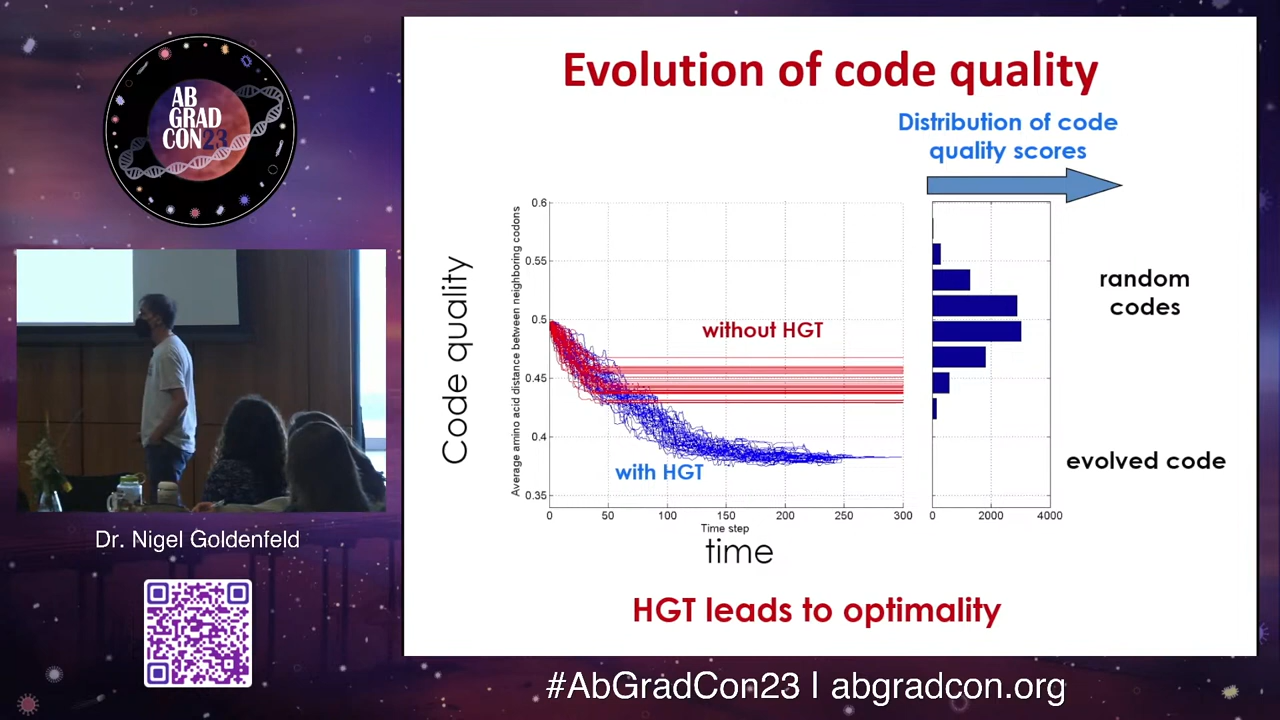 AB
GRAD
CON23
Dr. Nigel Goldenfeld
Evolution of code quality
Distribution of code
quality scores
Code quality
Average amino acid distance between neighboring codons
0.6
0.55
0.5
0.45
0.4
0.35
without HGT
with HGT
0 50 100 150 200 250 300
Time step
time
0 2000 4000
random
codes
evolved code
HGT leads to optimality
#AbGradCon23 | abgradcon.org